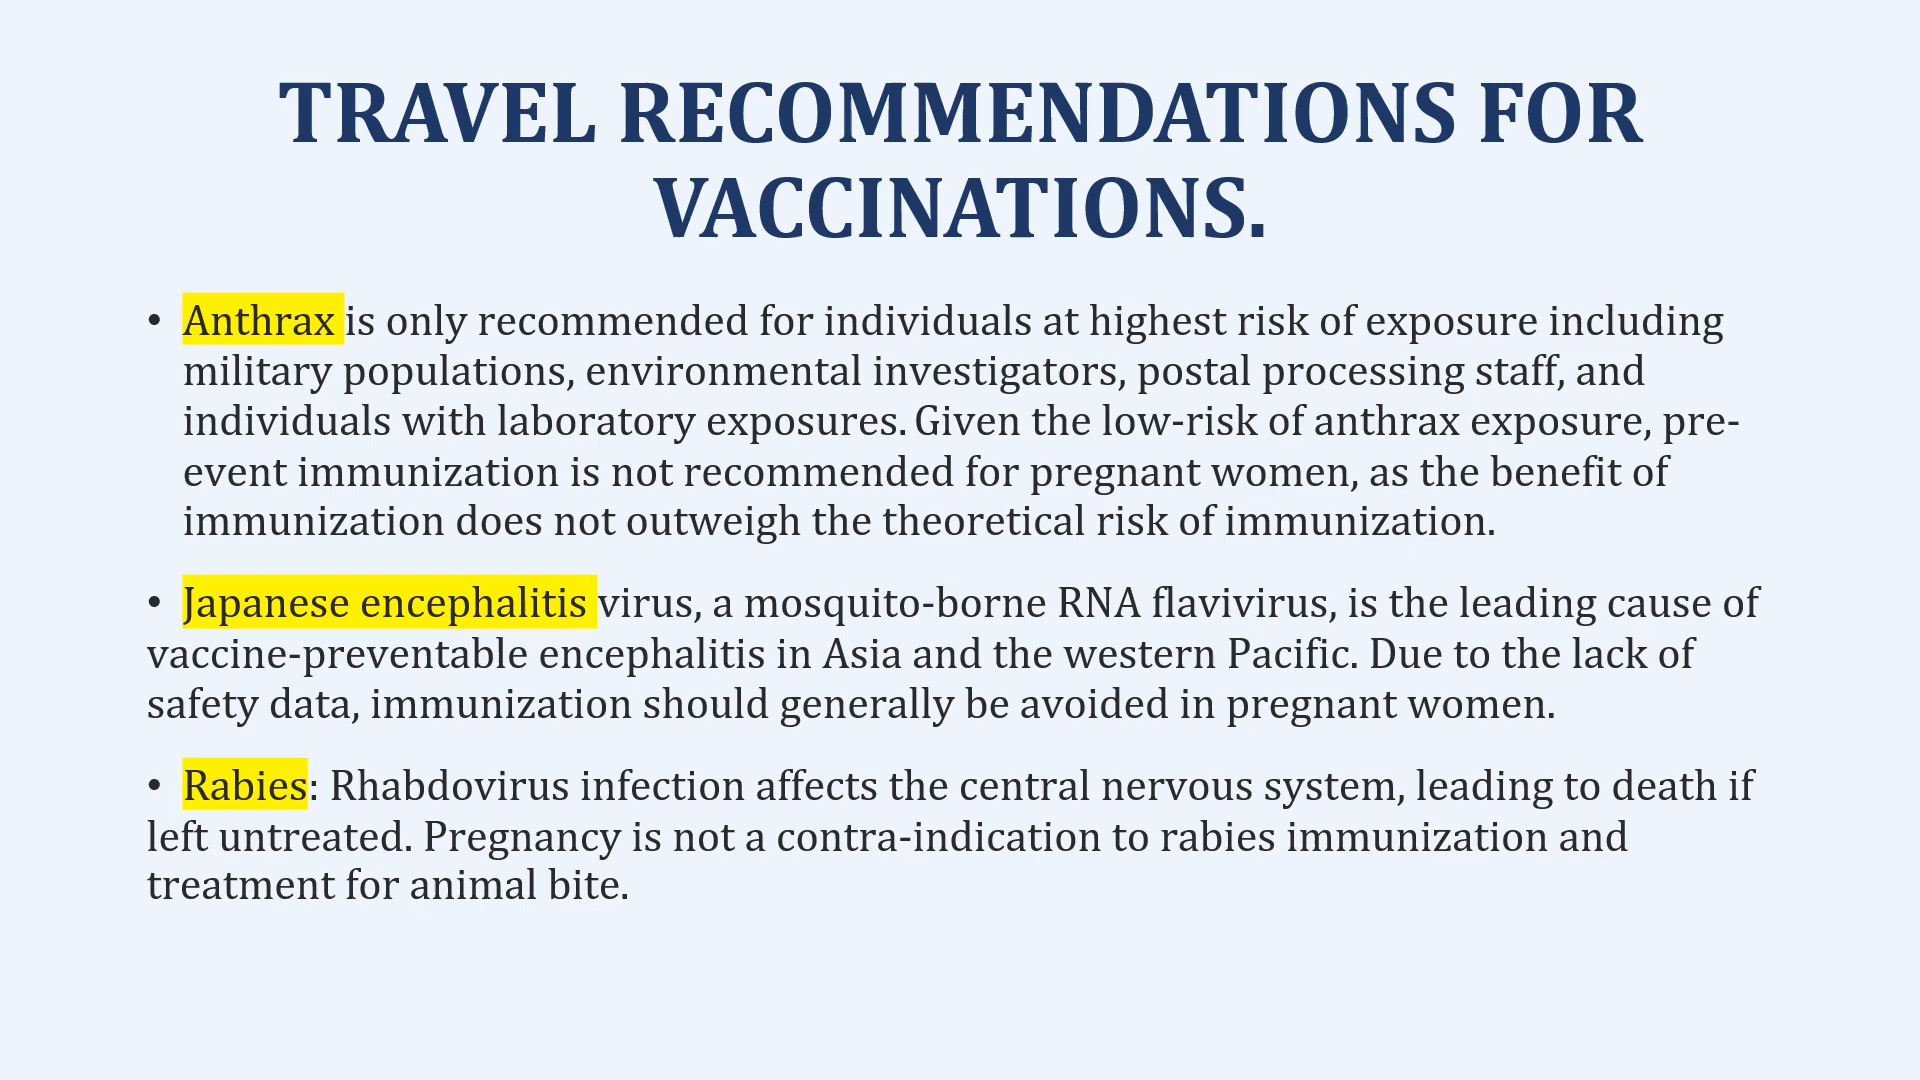 TRAVEL RECOMMENDATIONS FOR
VACCINATIONS.
• Anthrax is only recommended for individuals at highest risk of exposure including
military populations, environmental investigators, postal processing staff, and
individuals with laboratory exposures. Given the low-risk of anthrax exposure, pre-
event immunization is not recommended for pregnant women, as the benefit of
immunization does not outweigh the theoretical risk of immunization.
• Japanese encephalitis virus, a mosquito-borne RNA flavivirus, is the leading cause of
vaccine-preventable encephalitis in Asia and the western Pacific. Due to the lack of
safety data, immunization should generally be avoided in pregnant women.
• Rabies: Rhabdovirus infection affects the central nervous system, leading to death if
left untreated. Pregnancy is not a contra-indication to rabies immunization and
treatment for animal bite.